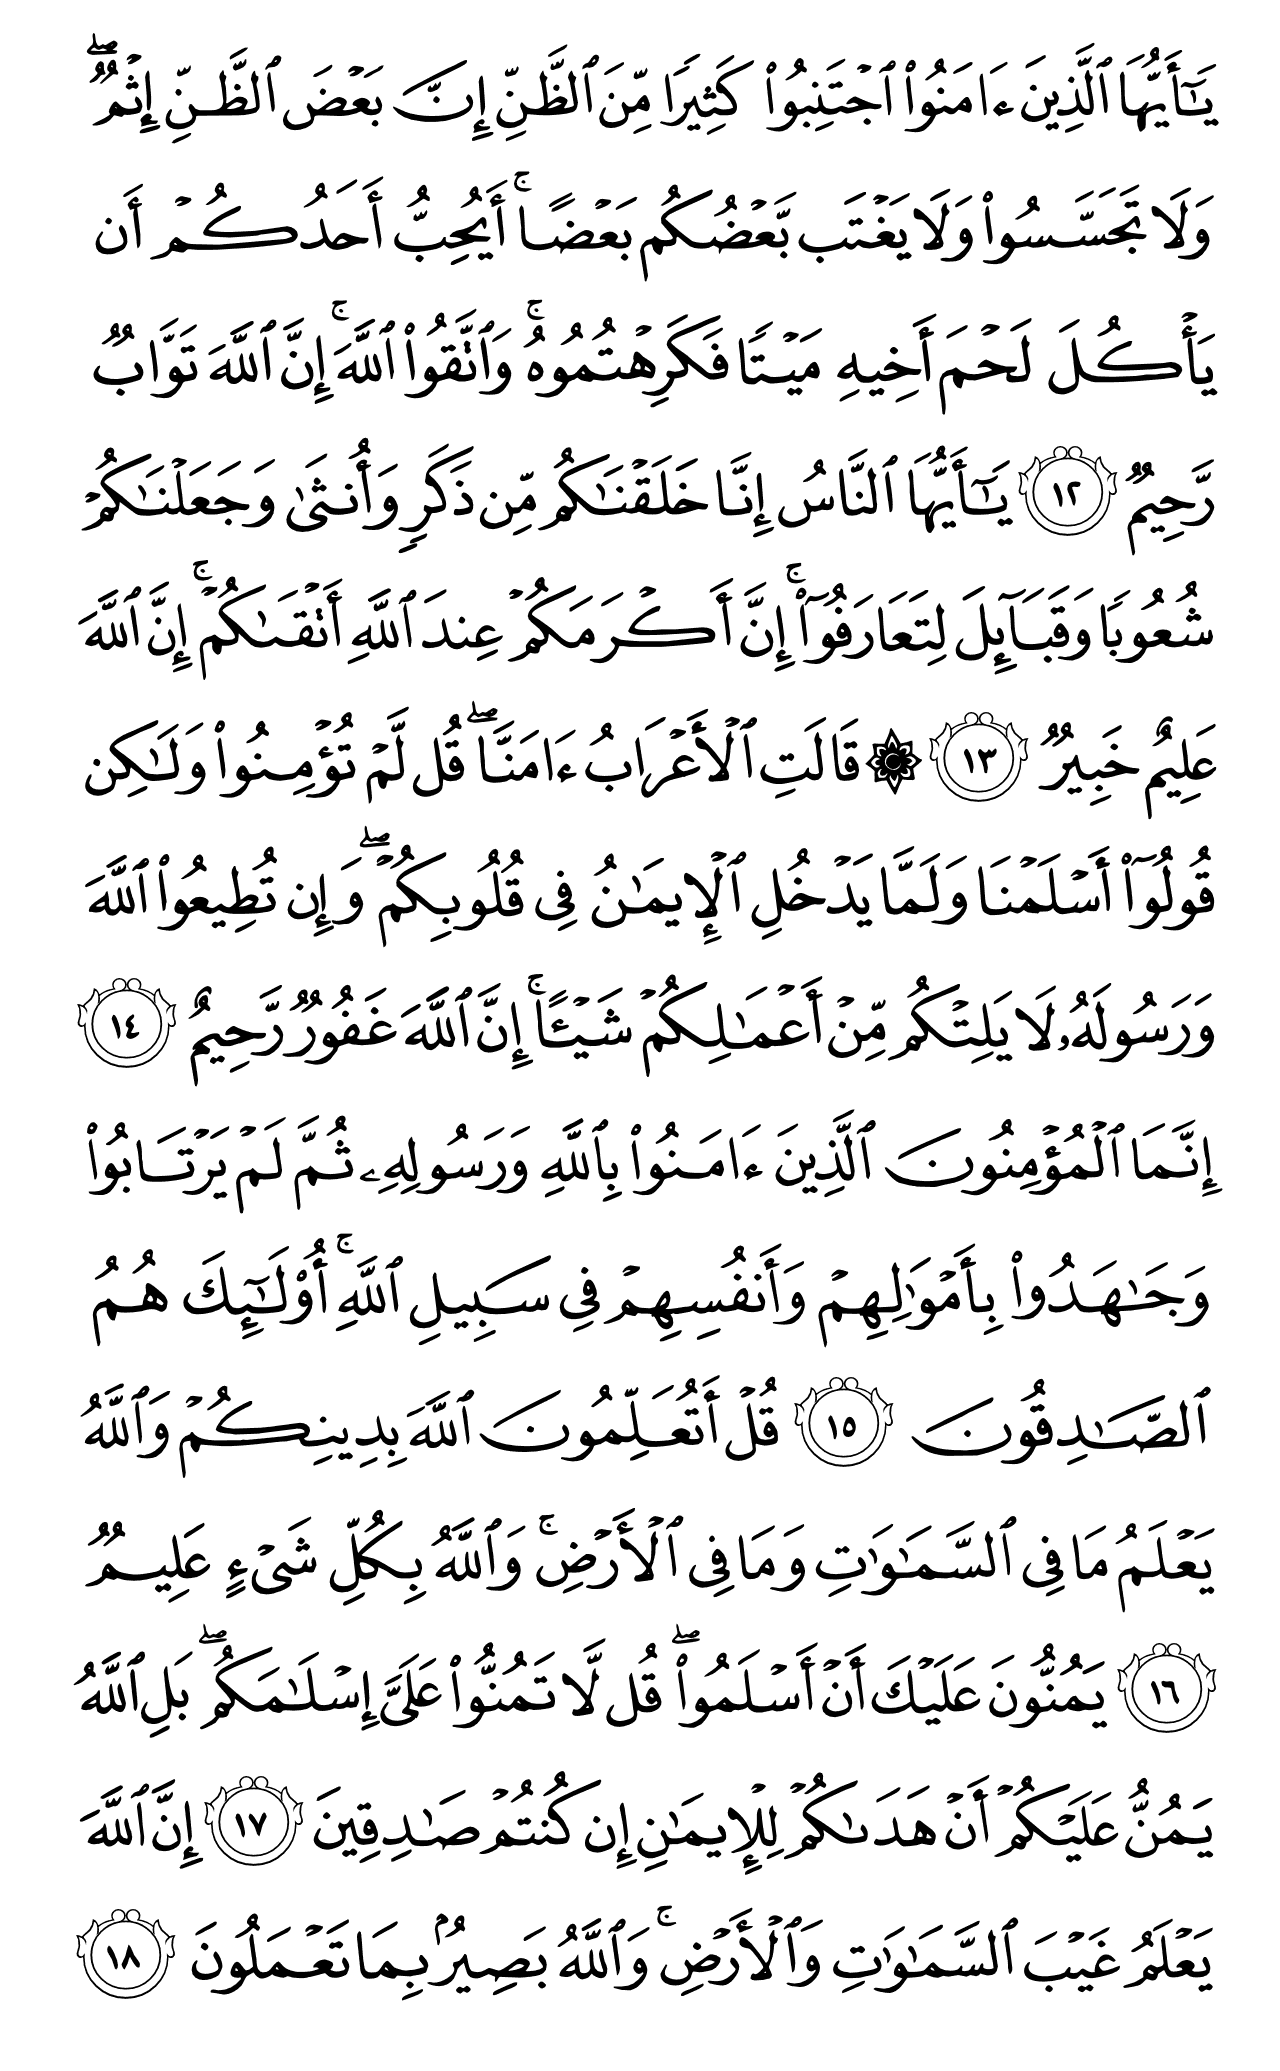 يَـٰٓأَيُّهَا ٱلَّذِينَ ءَامَنُوا۟ ٱجْتَنِبُوا۟ كَثِيرًا مِّنَ ٱلظَّنِّ إِنَّ بَعْضَ ٱلظَّنِّ إِثْمٌ ۖ
وَلَا تَجَسَّسُوا۟ وَلَا يَغْتَب بَّعْضُكُم بَعْضًا ۚ أَيُحِبُّ أَحَدُكُمْ أَن
يَأْكُلَ لَحْمَ أَخِيهِ مَيْتًا فَكَرِهْتُمُوهُ ۚ وَٱتَّقُوا۟ ٱللَّهَ ۚ إِنَّ ٱللَّهَ تَوَّابٌ
رَّحِيمٌ ١٢ يَـٰٓأَيُّهَا ٱلنَّاسُ إِنَّا خَلَقْنَـٰكُم مِّن ذَكَرٍ وَأُنثَىٰ وَجَعَلْنَـٰكُمْ
شُعُوبًا وَقَبَآئِلَ لِتَعَارَفُوٓا۟ ۚ إِنَّ أَكْرَمَكُمْ عِندَ ٱللَّهِ أَتْقَىٰكُمْ ۚ إِنَّ ٱللَّهَ
عَلِيمٌ خَبِيرٌ ١٣ ۞ قَالَتِ ٱلْأَعْرَابُ ءَامَنَّا ۖ قُل لَّمْ تُؤْمِنُوا۟ وَلَـٰكِن
قُولُوٓا۟ أَسْلَمْنَا وَلَمَّا يَدْخُلِ ٱلْإِيمَـٰنُ فِى قُلُوبِكُمْ ۖ وَإِن تُطِيعُوا۟ ٱللَّهَ
وَرَسُولَهُۥ لَا يَلِتْكُم مِّنْ أَعْمَـٰلِكُمْ شَيْـًٔا ۚ إِنَّ ٱللَّهَ غَفُورٌ رَّحِيمٌ ١٤
إِنَّمَا ٱلْمُؤْمِنُونَ ٱلَّذِينَ ءَامَنُوا۟ بِٱللَّهِ وَرَسُولِهِۦ ثُمَّ لَمْ يَرْتَابُوا۟
وَجَـٰهَدُوا۟ بِأَمْوَٰلِهِمْ وَأَنفُسِهِمْ فِى سَبِيلِ ٱللَّهِ ۚ أُو۟لَـٰٓئِكَ هُمُ
ٱلصَّـٰدِقُونَ ١٥ قُلْ أَتُعَلِّمُونَ ٱللَّهَ بِدِينِكُمْ وَٱللَّهُ
يَعْلَمُ مَا فِى ٱلسَّمَـٰوَٰتِ وَمَا فِى ٱلْأَرْضِ ۚ وَٱللَّهُ بِكُلِّ شَىْءٍ عَلِيمٌ
١٦ يَمُنُّونَ عَلَيْكَ أَنْ أَسْلَمُوا۟ ۖ قُل لَّا تَمُنُّوا۟ عَلَىَّ إِسْلَـٰمَكُم ۖ بَلِ ٱللَّهُ
يَمُنُّ عَلَيْكُمْ أَنْ هَدَىٰكُمْ لِلْإِيمَـٰنِ إِن كُنتُمْ صَـٰدِقِينَ ١٧ إِنَّ ٱللَّهَ
يَعْلَمُ غَيْبَ ٱلسَّمَـٰوَٰتِ وَٱلْأَرْضِ ۚ وَٱللَّهُ بَصِيرٌۢ بِمَا تَعْمَلُونَ ١٨